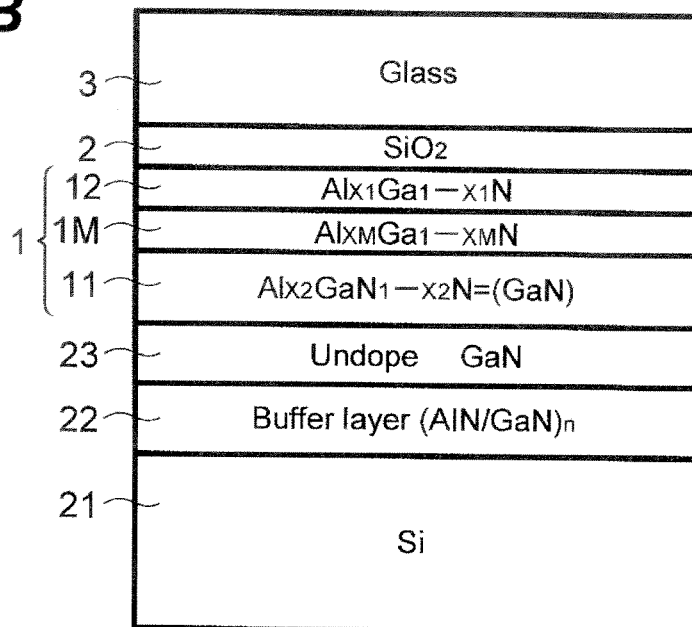 B
3 Glass
2 SiO2
12 Alx1Ga1-x1N
1 { 1M AlxMGa1-xMN
11 Alx2GaN1-x2N=(GaN)
23 Undope GaN
22 Buffer layer (AlN/GaN)n
21 Si